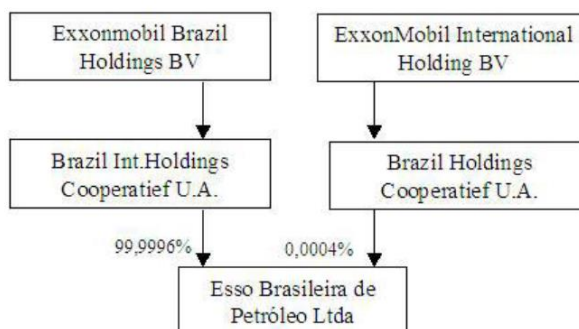 Exxonmobil Brazil
Holdings BV
ExxonMobil International
Holding BV
Brazil Int.Holdings
Cooperatief U.A.
Brazil Holdings
Cooperatief U.A.
99,9996%
0,0004%
Esso Brasileira de
Petróleo Ltda